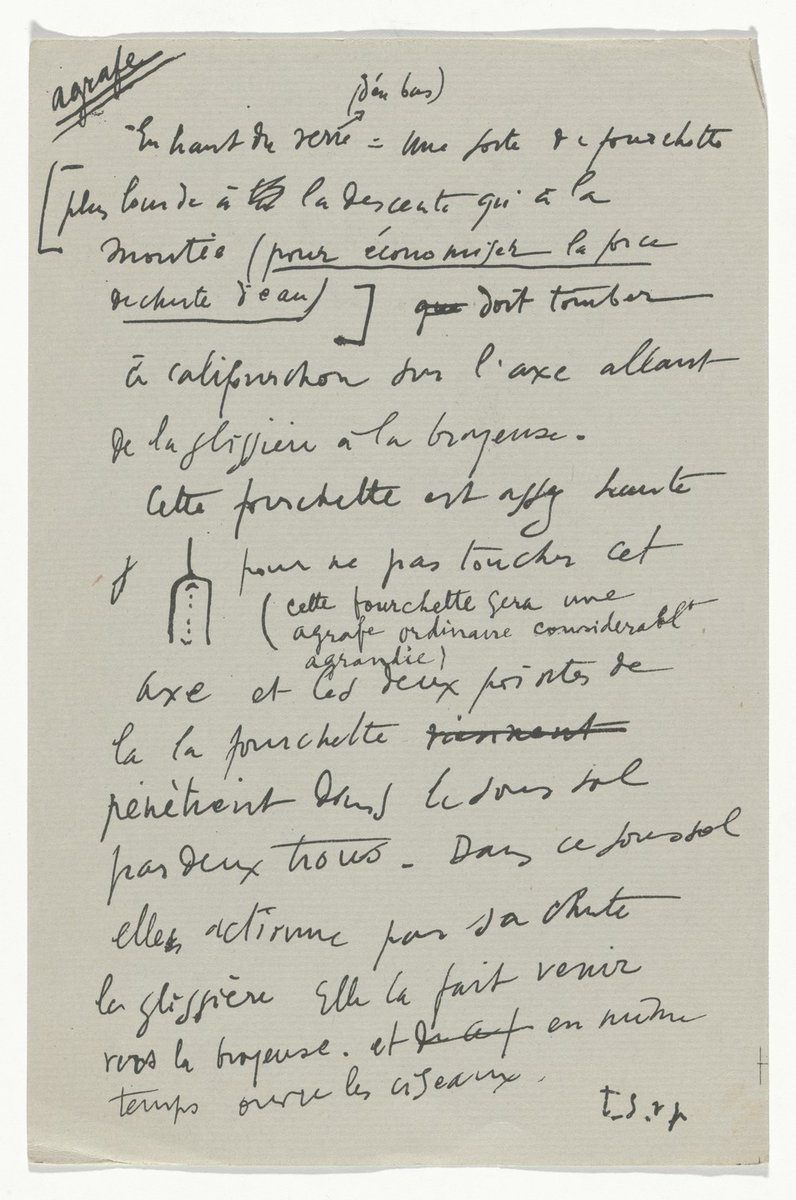 agrafe
(d'en bas)
En haut du verre = une sorte de fourchette
[plus lourde à la descente qu'à la
montée (pour économiser la force
de chute d'eau)] que doit tomber
à califourchon sur l'axe allant
de la glissière à la broyeuse.
Cette fourchette est assez haute
pour ne pas toucher cet
(cette fourchette sera une
agrafe ordinaire considérablt
agrandie)
axe et les deux pointes de
la la fourchette viennent
pénètrent dans le sous sol
par deux trous - Dans ce sous sol
elle actionne par sa chute
la glissière Elle la fait venir
vers la broyeuse. et en même
temps ouvre les ciseaux.
T.S.v.p